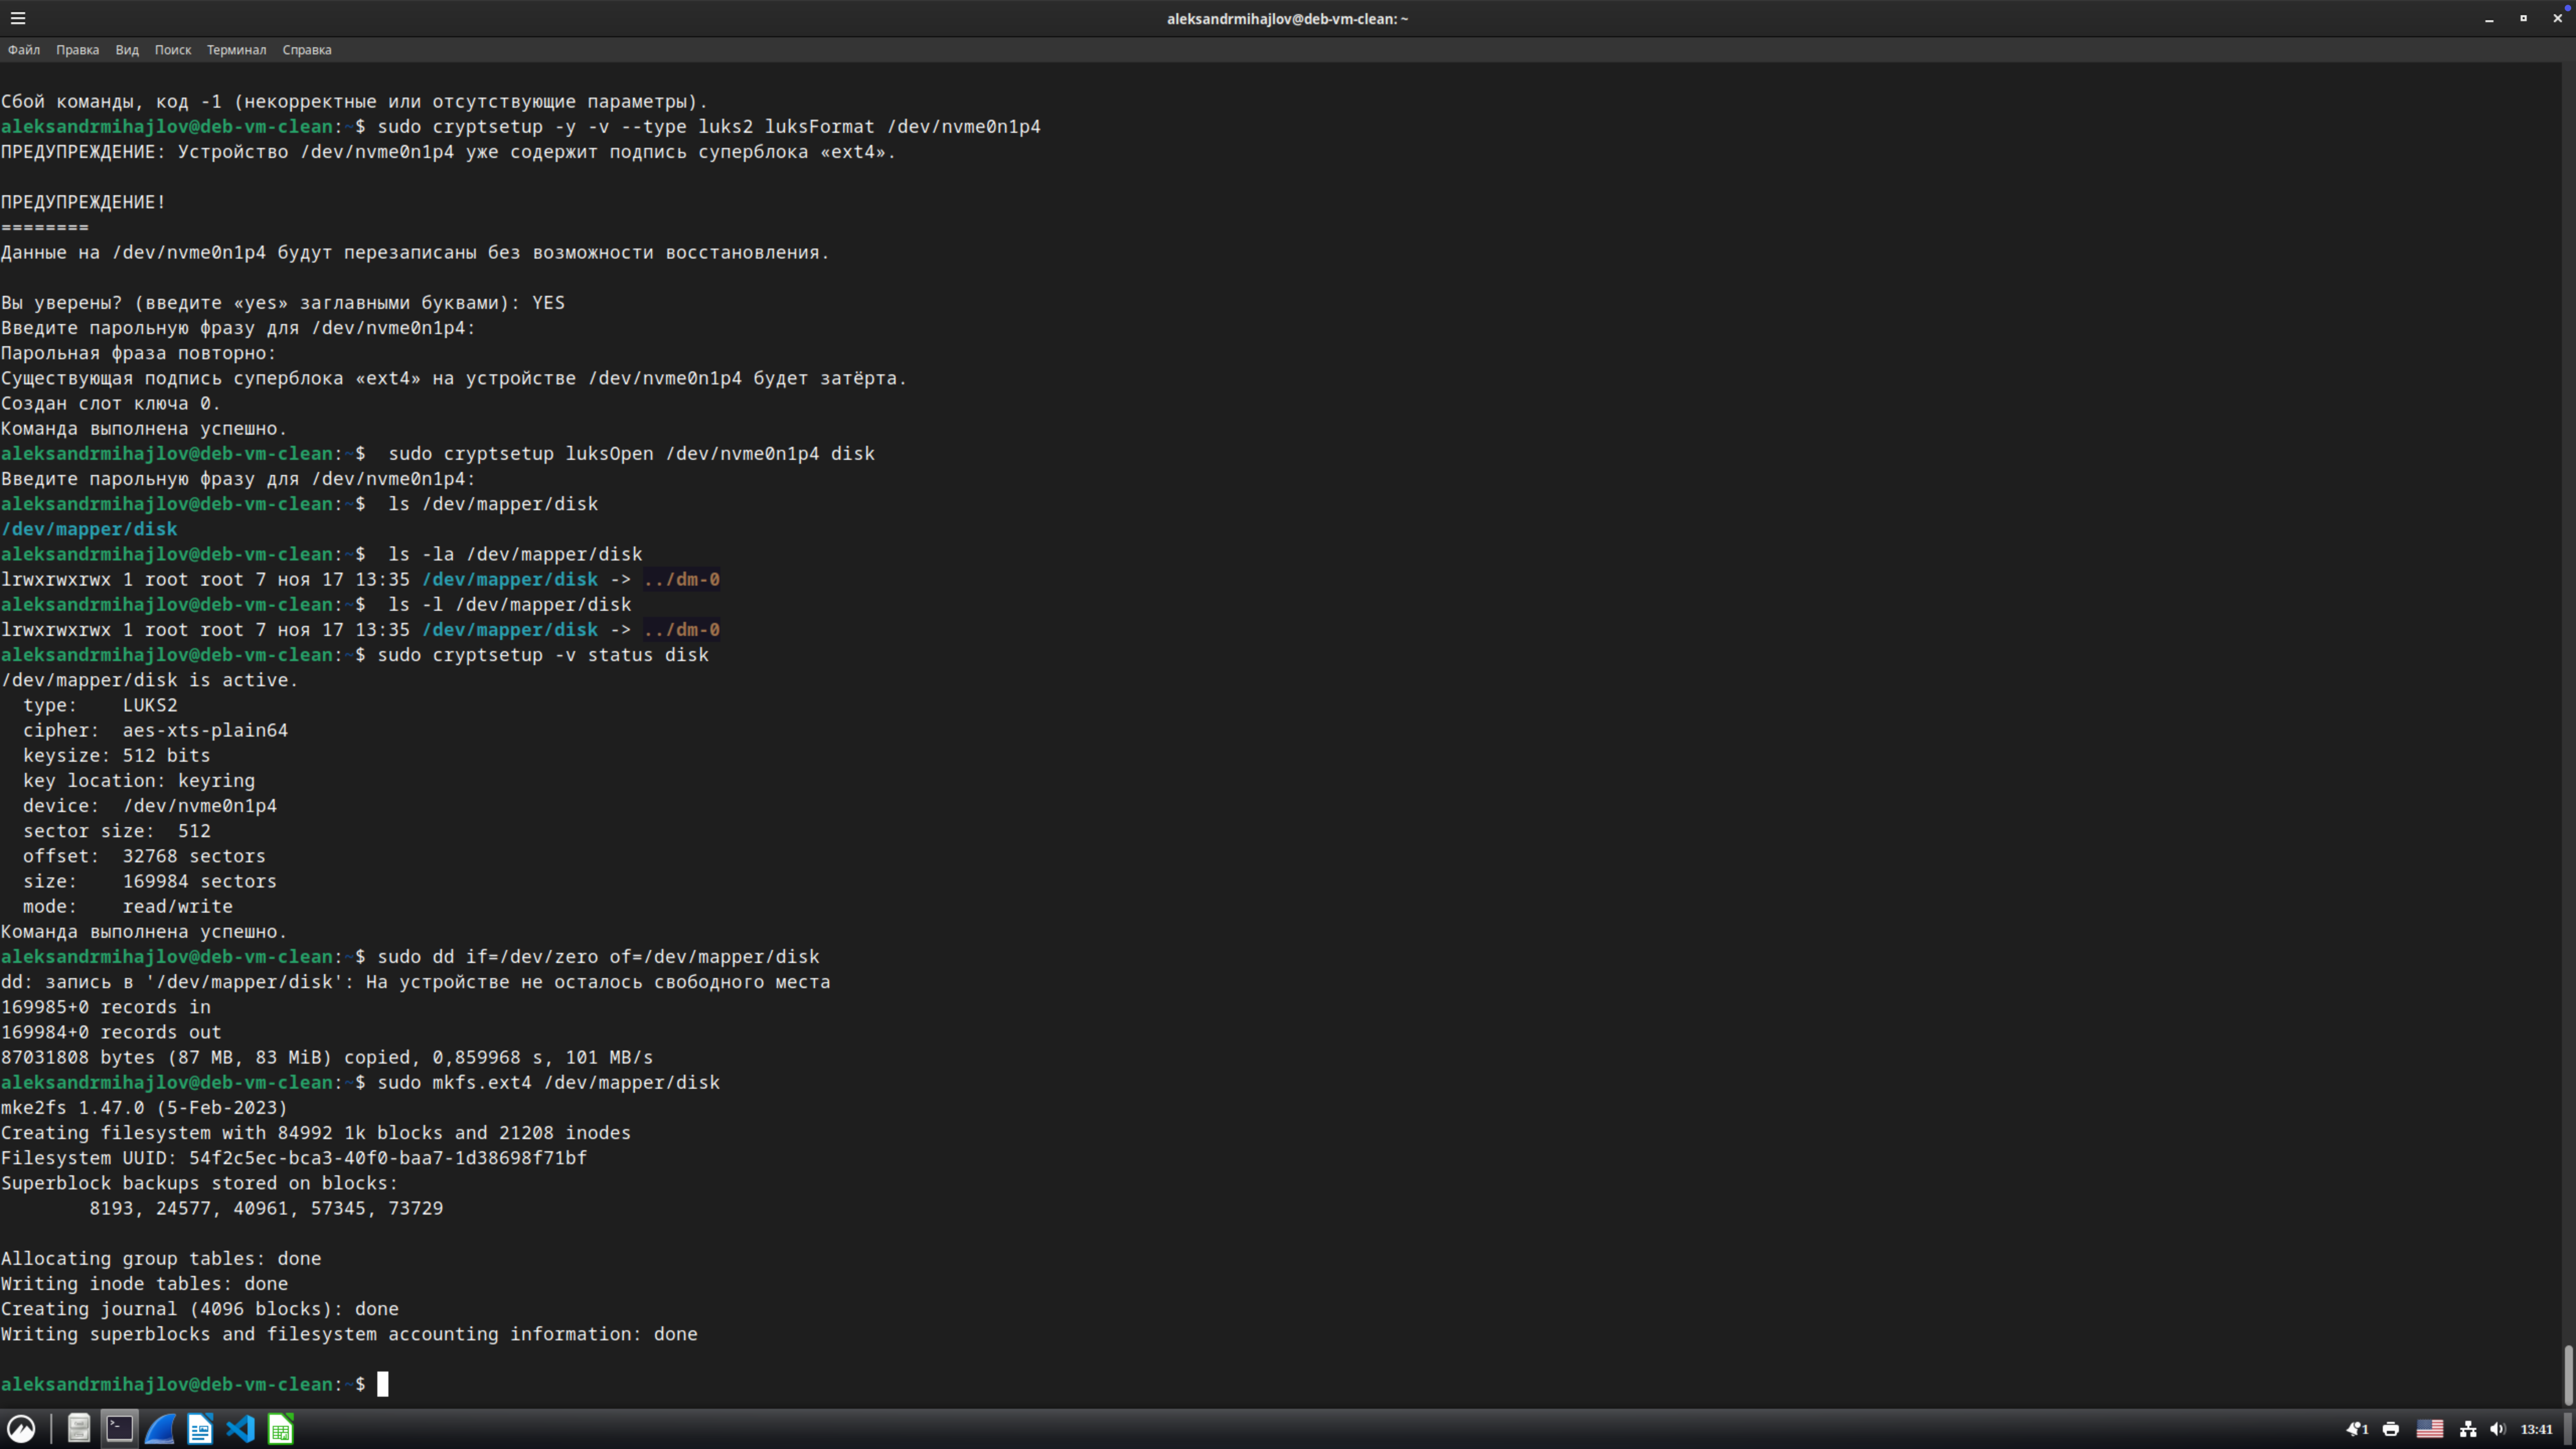 aleksandrmihajlov@deb-vm-clean: ~
Файл Правка Вид Поиск Терминал Справка
Сбой команды, код -1 (некорректные или отсутствующие параметры).
aleksandrmihajlov@deb-vm-clean:~$ sudo cryptsetup -y -v --type luks2 luksFormat /dev/nvme0n1p4
ПРЕДУПРЕЖДЕНИЕ: Устройство /dev/nvme0n1p4 уже содержит подпись суперблока «ext4».
ПРЕДУПРЕЖДЕНИЕ!
========
Данные на /dev/nvme0n1p4 будут перезаписаны без возможности восстановления.
Вы уверены? (введите «yes» заглавными буквами): YES
Введите парольную фразу для /dev/nvme0n1p4:
Парольная фраза повторно:
Существующая подпись суперблока «ext4» на устройстве /dev/nvme0n1p4 будет затёрта.
Создан слот ключа 0.
Команда выполнена успешно.
aleksandrmihajlov@deb-vm-clean:~$  sudo cryptsetup luksOpen /dev/nvme0n1p4 disk
Введите парольную фразу для /dev/nvme0n1p4:
aleksandrmihajlov@deb-vm-clean:~$  ls /dev/mapper/disk
/dev/mapper/disk
aleksandrmihajlov@deb-vm-clean:~$  ls -la /dev/mapper/disk
lrwxrwxrwx 1 root root 7 ноя 17 13:35 /dev/mapper/disk -> ../dm-0
aleksandrmihajlov@deb-vm-clean:~$  ls -l /dev/mapper/disk
lrwxrwxrwx 1 root root 7 ноя 17 13:35 /dev/mapper/disk -> ../dm-0
aleksandrmihajlov@deb-vm-clean:~$ sudo cryptsetup -v status disk
/dev/mapper/disk is active.
  type:    LUKS2
  cipher:  aes-xts-plain64
  keysize: 512 bits
  key location: keyring
  device:  /dev/nvme0n1p4
  sector size:  512
  offset:  32768 sectors
  size:    169984 sectors
  mode:    read/write
Команда выполнена успешно.
aleksandrmihajlov@deb-vm-clean:~$ sudo dd if=/dev/zero of=/dev/mapper/disk
dd: запись в '/dev/mapper/disk': На устройстве не осталось свободного места
169985+0 records in
169984+0 records out
87031808 bytes (87 MB, 83 MiB) copied, 0,859968 s, 101 MB/s
aleksandrmihajlov@deb-vm-clean:~$ sudo mkfs.ext4 /dev/mapper/disk
mke2fs 1.47.0 (5-Feb-2023)
Creating filesystem with 84992 1k blocks and 21208 inodes
Filesystem UUID: 54f2c5ec-bca3-40f0-baa7-1d38698f71bf
Superblock backups stored on blocks:
        8193, 24577, 40961, 57345, 73729
Allocating group tables: done
Writing inode tables: done
Creating journal (4096 blocks): done
Writing superblocks and filesystem accounting information: done
aleksandrmihajlov@deb-vm-clean:~$
1 13:41